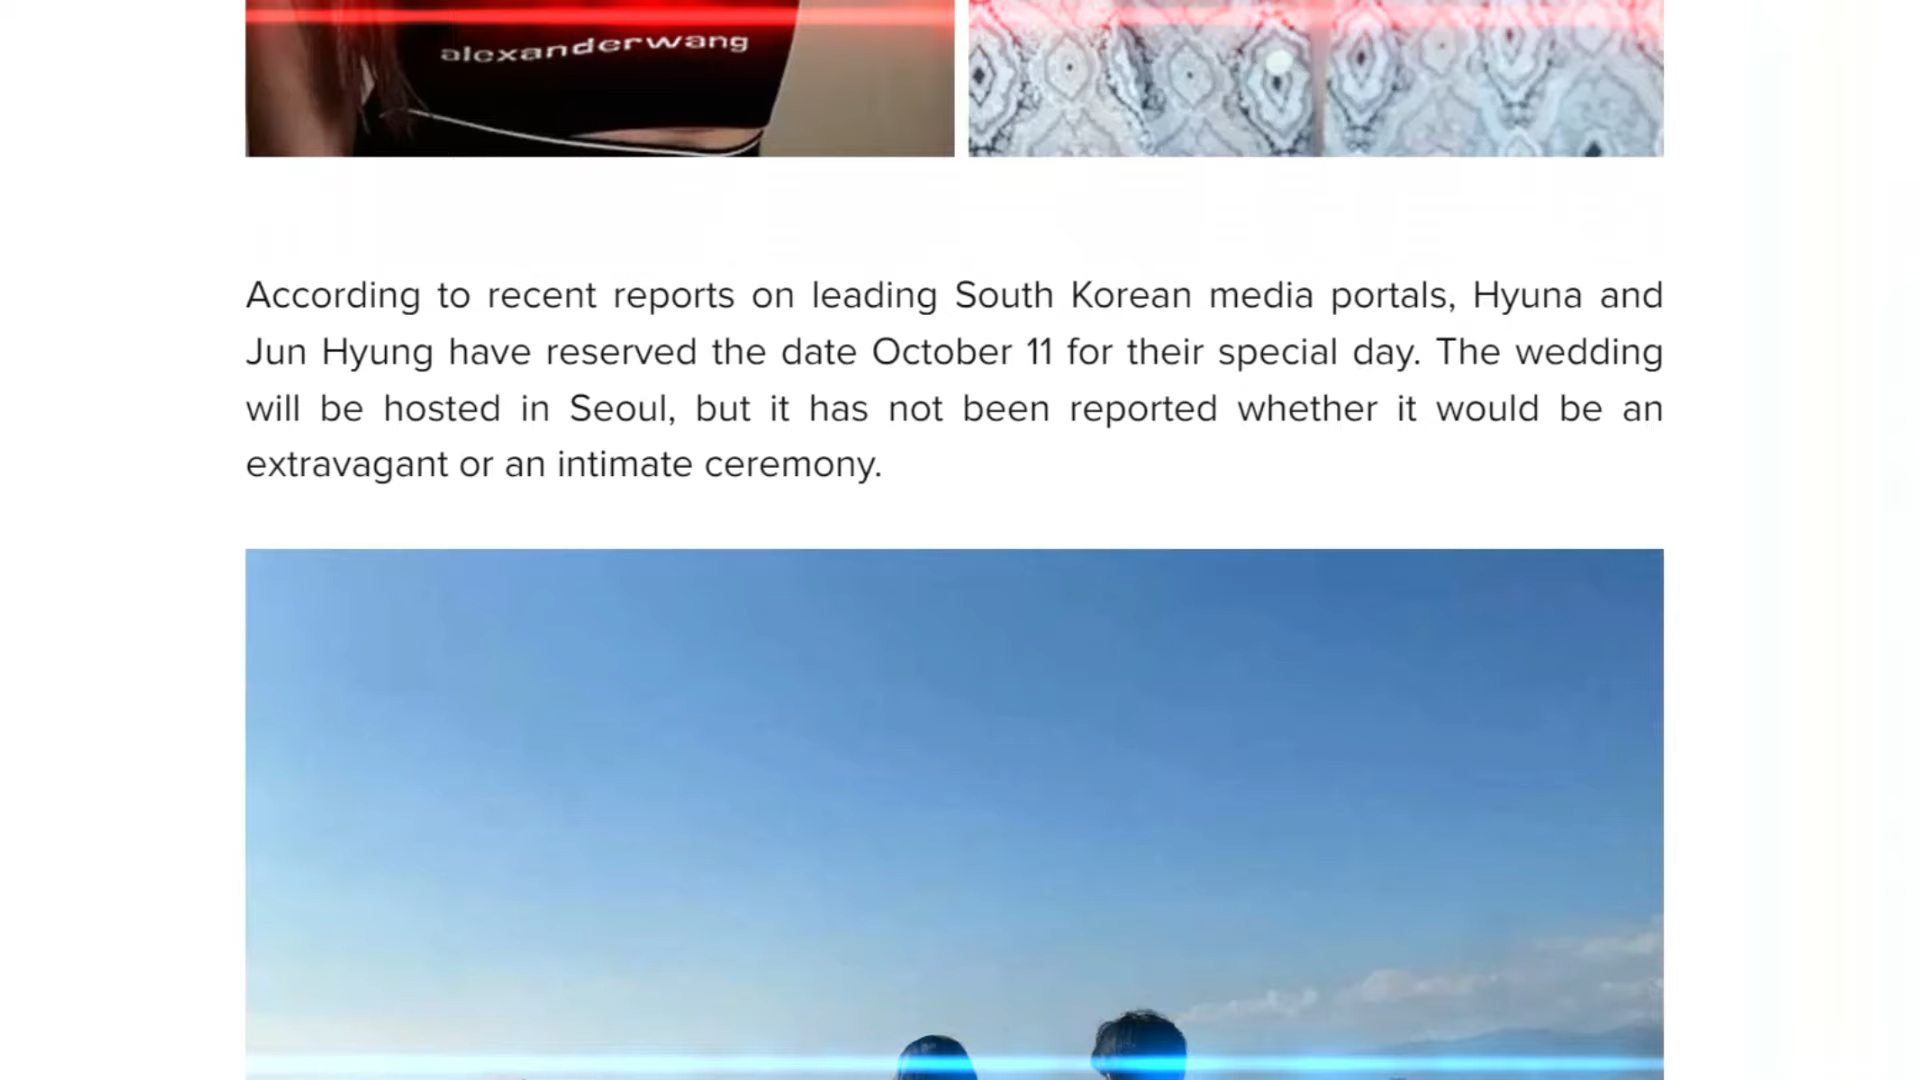 alexanderwang
According to recent reports on leading South Korean media portals, Hyuna and
Jun Hyung have reserved the date October 11 for their special day. The wedding
will be hosted in Seoul, but it has not been reported whether it would be an
extravagant or an intimate ceremony.